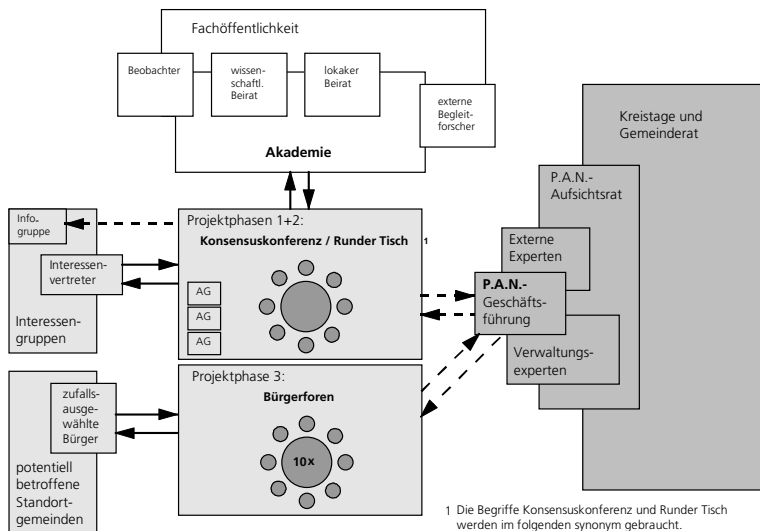 Fachöffentlichkeit
Beobachter
wissen-
schaftl.
Beirat
lokaker
Beirat
externe
Begleit-
forscher
Akademie
Kreistage und
Gemeinderat
P.A.N.-
Aufsichtsrat
Externe
Experten
P.A.N.-
Geschäfts-
führung
Verwaltungs-
experten
Info-
gruppe
Interessen-
vertreter
Interessen-
gruppen
Projektphasen 1+2:
Konsensuskonferenz / Runder Tisch 1
AG
AG
AG
Projektphase 3:
Bürgerforen
10x
zufalls-
ausge-
wählte
Bürger
potentiell
betroffene
Standort-
gemeinden
1 Die Begriffe Konsensuskonferenz und Runder Tisch
werden im folgenden synonym gebraucht.